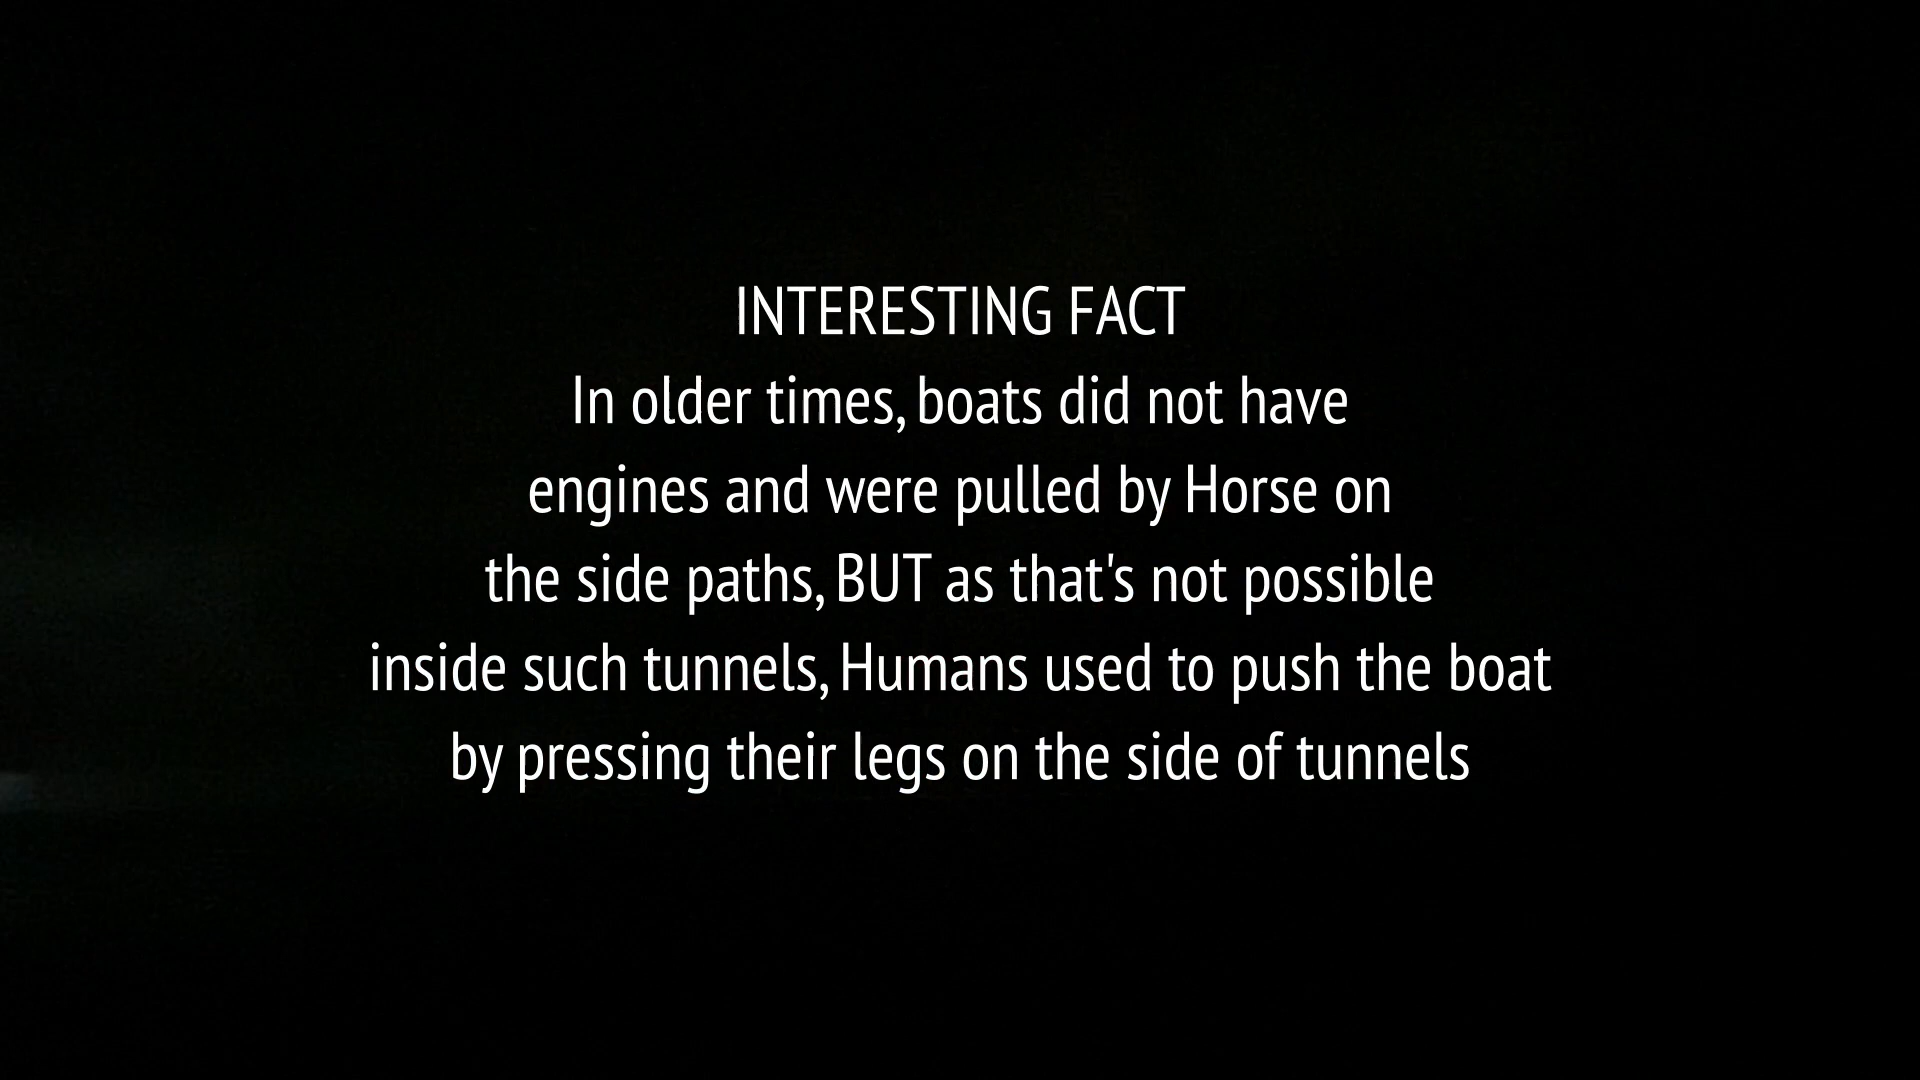 INTERESTING FACT
In older times, boats did not have
engines and were pulled by Horse on
the side paths, BUT as that's not possible
inside such tunnels, Humans used to push the boat
by pressing their legs on the side of tunnels